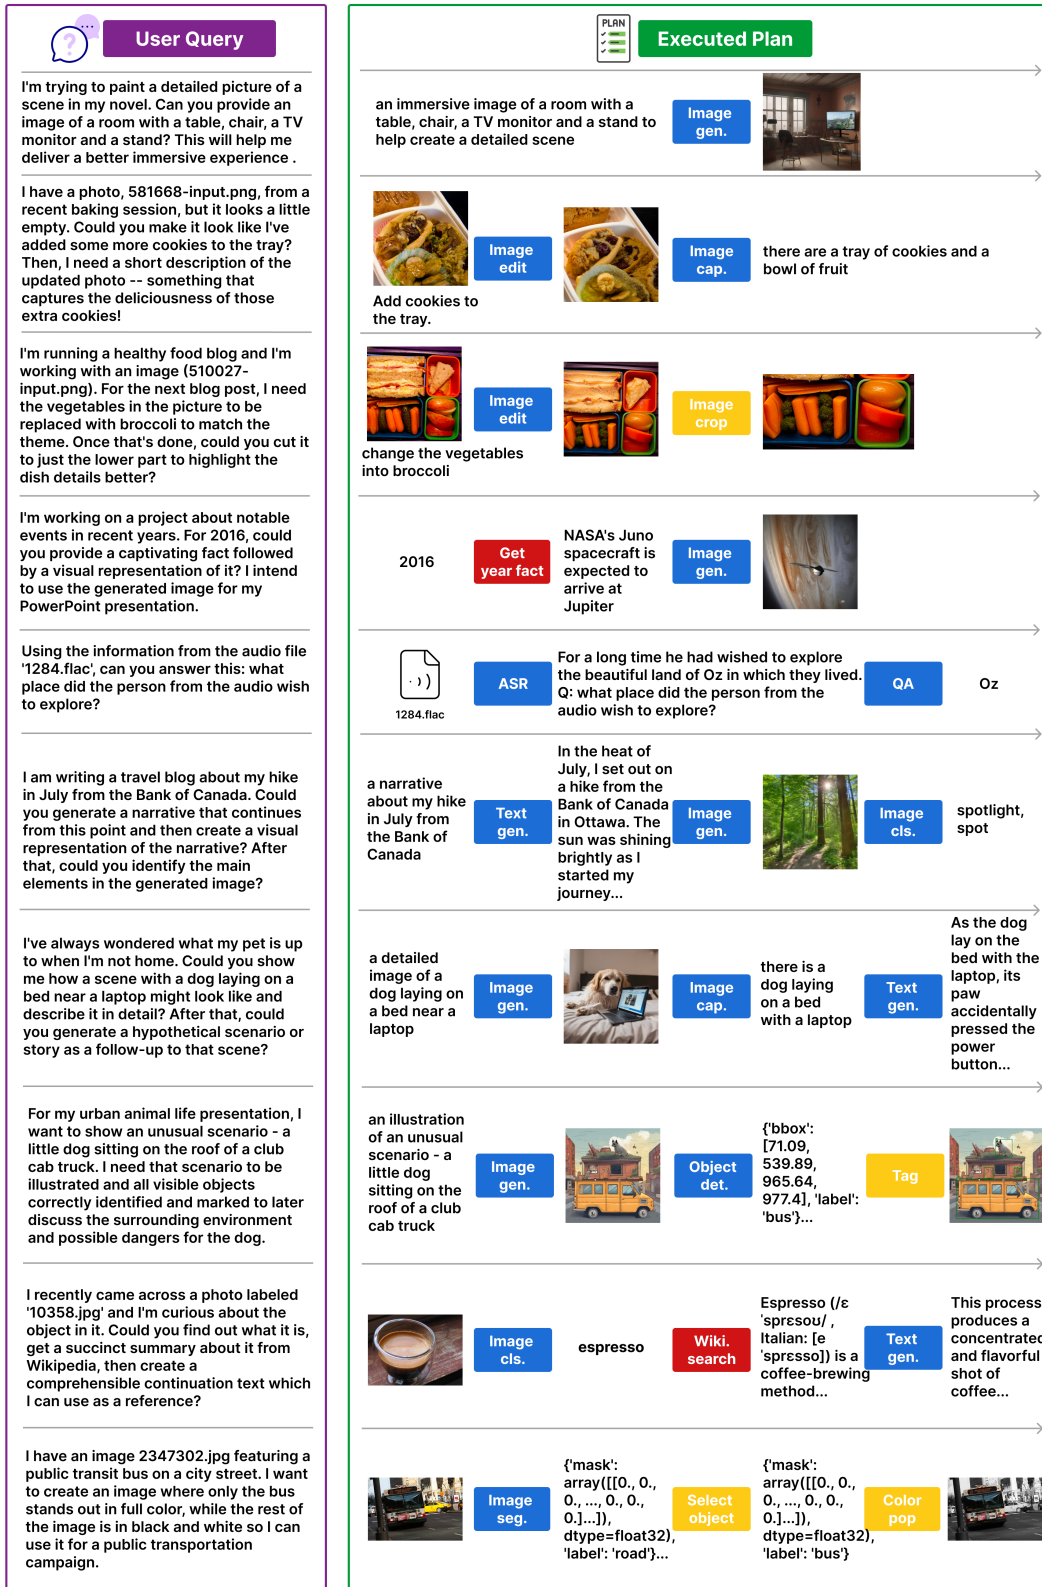 User Query
PLAN
Executed Plan
I'm trying to paint a detailed picture of a
scene in my novel. Can you provide an
image of a room with a table, chair, a TV
monitor and a stand? This will help me
deliver a better immersive experience .
an immersive image of a room with a
table, chair, a TV monitor and a stand to
help create a detailed scene
Image
gen.
I have a photo, 581668-input.png, from a
recent baking session, but it looks a little
empty. Could you make it look like I've
added some more cookies to the tray?
Then, I need a short description of the
updated photo -- something that
captures the deliciousness of those
extra cookies!
Add cookies to
the tray.
Image
edit
Image
cap.
there are a tray of cookies and a
bowl of fruit
I'm running a healthy food blog and I'm
working with an image (510027-
input.png). For the next blog post, I need
the vegetables in the picture to be
replaced with broccoli to match the
theme. Once that's done, could you cut it
to just the lower part to highlight the
dish details better?
change the vegetables
into broccoli
Image
edit
Image
crop
I'm working on a project about notable
events in recent years. For 2016, could
you provide a captivating fact followed
by a visual representation of it? I intend
to use the generated image for my
PowerPoint presentation.
2016
Get
year fact
NASA's Juno
spacecraft is
expected to
arrive at
Jupiter
Image
gen.
Using the information from the audio file
'1284.flac', can you answer this: what
place did the person from the audio wish
to explore?
1284.flac
ASR
For a long time he had wished to explore
the beautiful land of Oz in which they lived.
Q: what place did the person from the
audio wish to explore?
QA
Oz
I am writing a travel blog about my hike
in July from the Bank of Canada. Could
you generate a narrative that continues
from this point and then create a visual
representation of the narrative? After
that, could you identify the main
elements in the generated image?
a narrative
about my hike
in July from
the Bank of
Canada
Text
gen.
In the heat of
July, I set out on
a hike from the
Bank of Canada
in Ottawa. The
sun was shining
brightly as I
started my
journey...
Image
gen.
Image
cls.
spotlight,
spot
I've always wondered what my pet is up
to when I'm not home. Could you show
me how a scene with a dog laying on a
bed near a laptop might look like and
describe it in detail? After that, could
you generate a hypothetical scenario or
story as a follow-up to that scene?
a detailed
image of a
dog laying on
a bed near a
laptop
Image
gen.
Image
cap.
there is a
dog laying
on a bed
with a laptop
Text
gen.
As the dog
lay on the
bed with the
laptop, its
paw
accidentally
pressed the
power
button...
For my urban animal life presentation, I
want to show an unusual scenario - a
little dog sitting on the roof of a club
cab truck. I need that scenario to be
illustrated and all visible objects
correctly identified and marked to later
discuss the surrounding environment
and possible dangers for the dog.
an illustration
of an unusual
scenario - a
little dog
sitting on the
roof of a club
cab truck
Image
gen.
Object
det.
{'bbox':
[71.09,
539.89,
965.64,
977.4], 'label':
'bus'}...
Tag
I recently came across a photo labeled
'10358.jpg' and I'm curious about the
object in it. Could you find out what it is,
get a succinct summary about it from
Wikipedia, then create a
comprehensible continuation text which
I can use as a reference?
Image
cls.
espresso
Wiki.
search
Espresso (/ɛ
ˈsprɛsoʊ/ ,
Italian: [e
ˈsprɛsso]) is a
coffee-brewing
method...
Text
gen.
This process
produces a
concentrated
and flavorful
shot of
coffee...
I have an image 2347302.jpg featuring a
public transit bus on a city street. I want
to create an image where only the bus
stands out in full color, while the rest of
the image is in black and white so I can
use it for a public transportation
campaign.
Image
seg.
{'mask':
array([[[0., 0.,
0., ..., 0., 0.,
0.]...]]),
dtype=float32),
'label': 'road'}...
Select
object
{'mask':
array([[[0., 0.,
0., ..., 0., 0.,
0.]...]]),
dtype=float32),
'label': 'bus'}
Color
pop